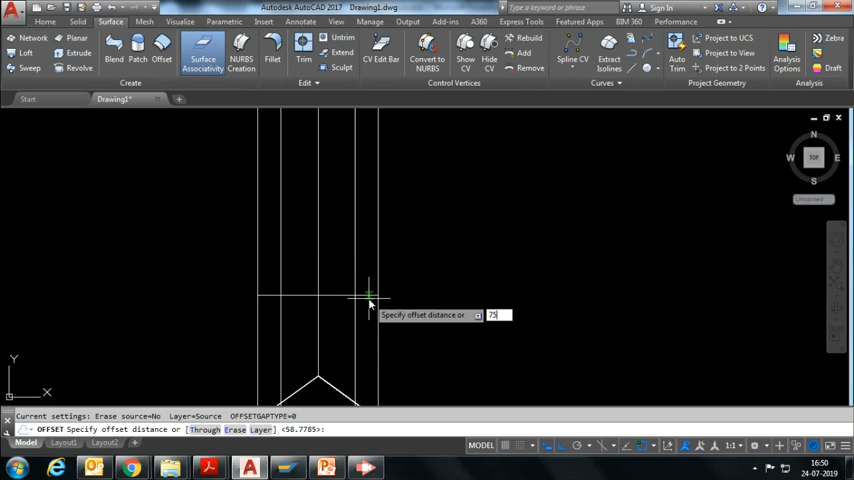 Autodesk AutoCAD 2017 Drawing1.dwg
Type a keyword or phrase
Sign In
Home Solid Surface Mesh Visualize Parametric Insert Annotate View Manage Output Add-ins A360 Express Tools Featured Apps BIM 360 Performance
Network Planar
Loft Extrude
Sweep Revolve
Blend Patch Offset
Surface Associativity
NURBS Creation
Fillet Trim
Untrim
Extend
Sculpt
CV Edit Bar
Convert to NURBS
Show CV
Hide CV
Rebuild
Add
Remove
Spline CV
Extract Isolines
Auto Trim
Project to UCS
Project to View
Project to 2 Points
Analysis Options
Zebra
Draft
Create Edit Control Vertices Curves Project Geometry Analysis
Start Drawing1*
N
W TOP E
S
Unnamed
Specify offset distance or 75
Y
X
Current settings: Erase source=No Layer=Source OFFSETGAPTYPE=0
OFFSET Specify offset distance or [Through Erase Layer] <58.7785>:
Model Layout1 Layout2 + MODEL 1:1
16:50
24-07-2019